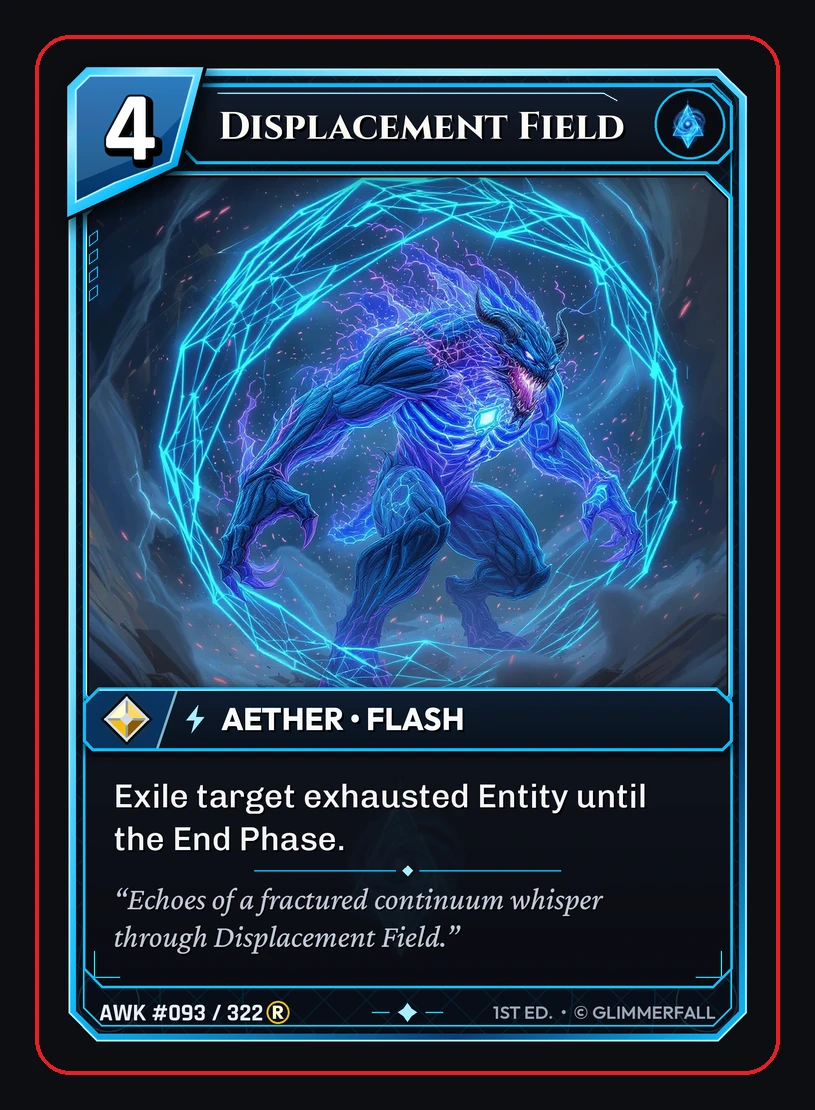 4
DISPLACEMENT FIELD
AETHER • FLASH
Exile target exhausted Entity until
the End Phase.
“Echoes of a fractured continuum whisper
through Displacement Field.”
AWK #093 / 322 R
1ST ED. • © GLIMMERFALL